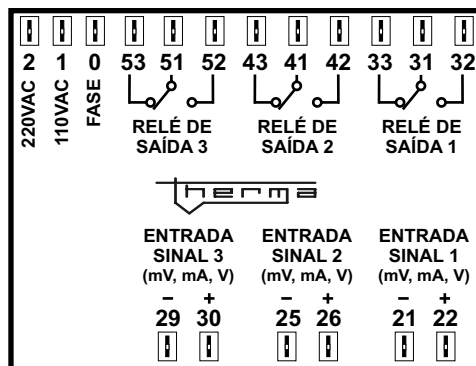 2 1 0 53 51 52 43 41 42 33 31 32
220VAC 110VAC FASE
RELÉ DE SAÍDA 3
RELÉ DE SAÍDA 2
RELÉ DE SAÍDA 1
therma
ENTRADA SINAL 3 (mV, mA, V)
ENTRADA SINAL 2 (mV, mA, V)
ENTRADA SINAL 1 (mV, mA, V)
– + – + – +
29 30 25 26 21 22